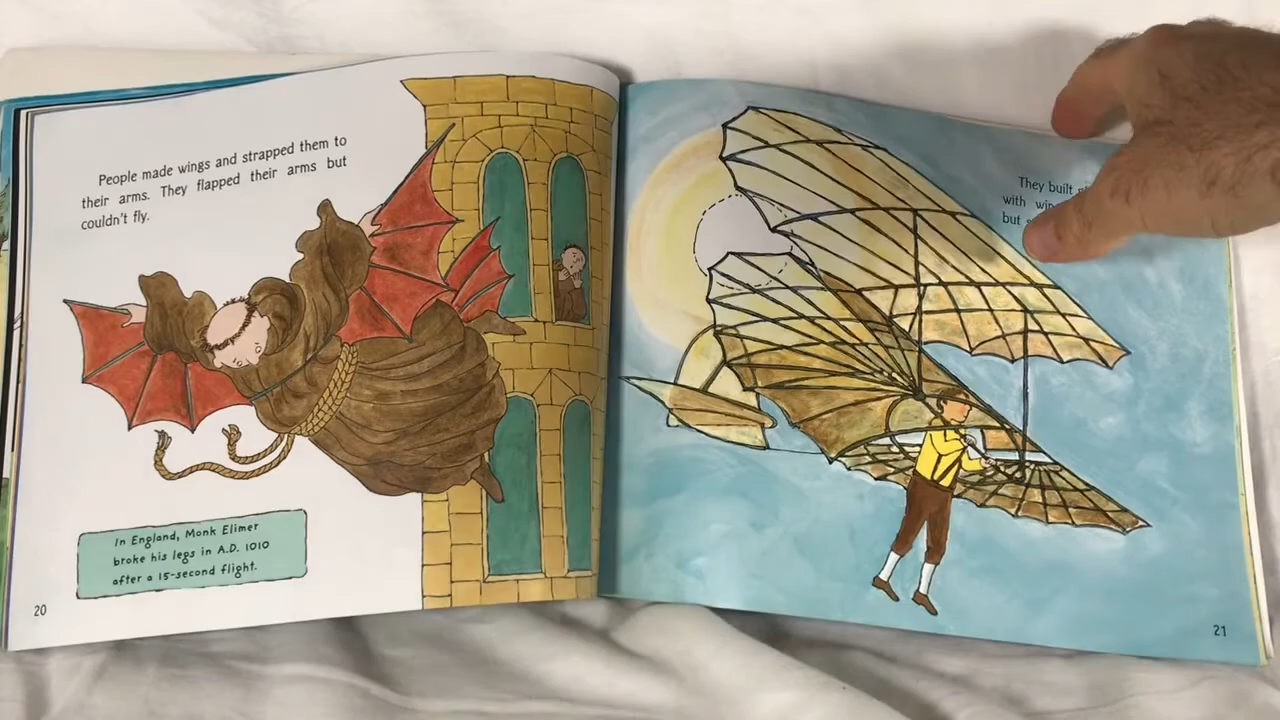 People made wings and strapped them to
their arms. They flapped their arms but
couldn't fly.
In England, Monk Elimer
broke his legs in A.D. 1010
after a 15-second flight.
20
They built
with
but
21